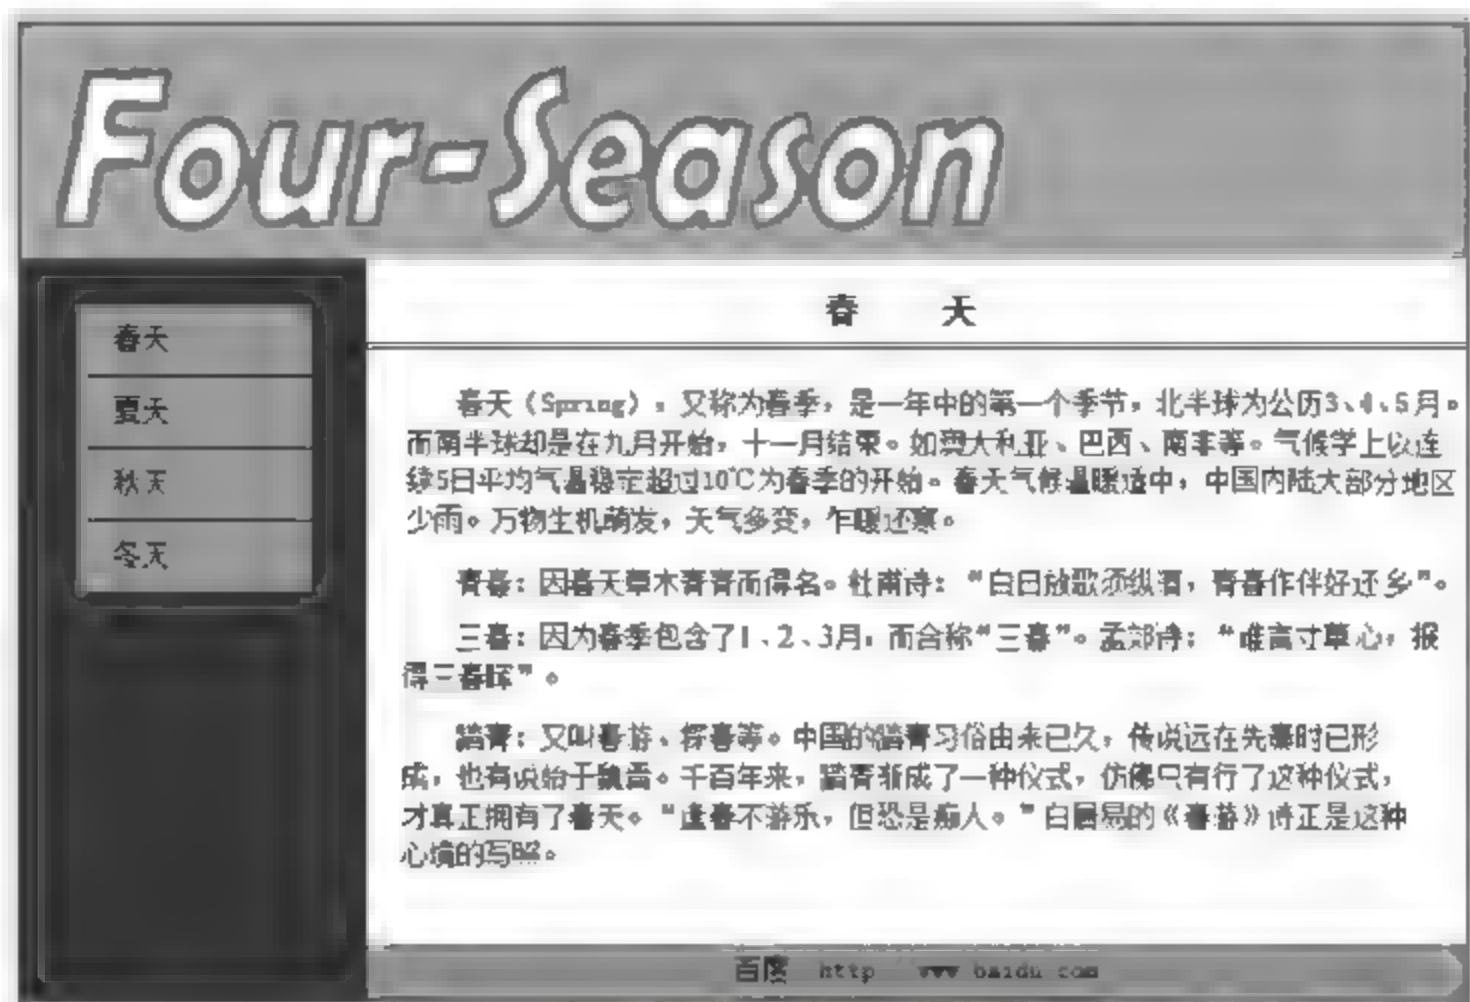 Four-Season
春天
夏天
秋天
冬天
春 天
春天（Spring），又称为春季，是一年中的第一个季节，北半球为公历3、4、5月。
而南半球却是在九月开始，十一月结束。如澳大利亚、巴西、南非等。气候学上以连
续5日平均气温稳定超过10℃为春季的开始。春天气候温暖适中，中国内陆大部分地区
少雨。万物生机萌发，天气多变，乍暖还寒。
青春：因春天草木青青而得名。杜甫诗：“白日放歌须纵酒，青春作伴好还乡”。
三春：因为春季包含了1、2、3月，而合称“三春”。孟郊诗：“唯言寸草心，报
得三春晖”。
踏青：又叫春游、探春等。中国的踏青习俗由来已久，传说远在先秦时已形
成，也有说始于魏晋。千百年来，踏青渐成了一种仪式，仿佛只有行了这种仪式，
才真正拥有了春天。“逢春不游乐，但恐是痴人。”白居易的《春游》诗正是这种
心境的写照。
百度 http www baidu com